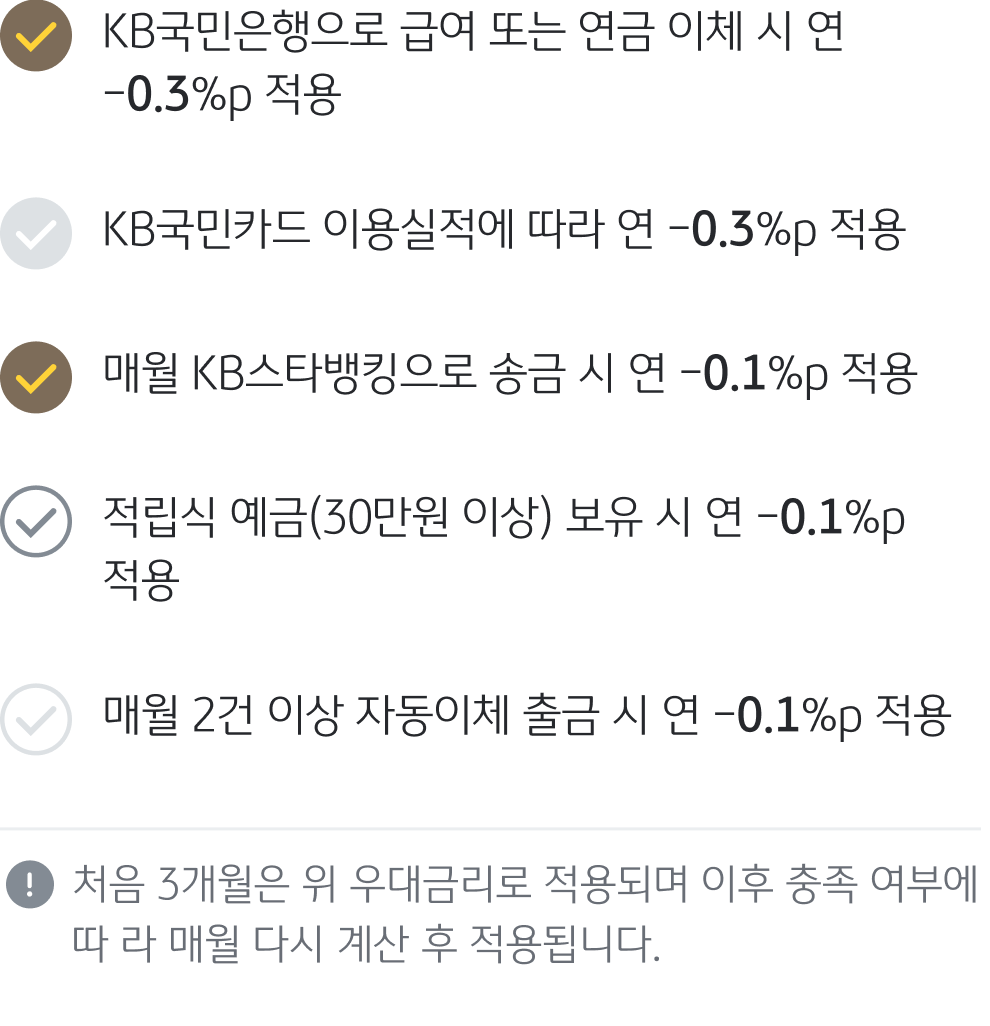 KB국민은행으로 급여 또는 연금 이체 시 연
-0.3%p 적용
KB국민카드 이용실적에 따라 연 -0.3%p 적용
매월 KB스타뱅킹으로 송금 시 연 -0.1%p 적용
적립식 예금(30만원 이상) 보유 시 연 -0.1%p
적용
매월 2건 이상 자동이체 출금 시 연 -0.1%p 적용
처음 3개월은 위 우대금리로 적용되며 이후 충족 여부에
따 라 매월 다시 계산 후 적용됩니다.